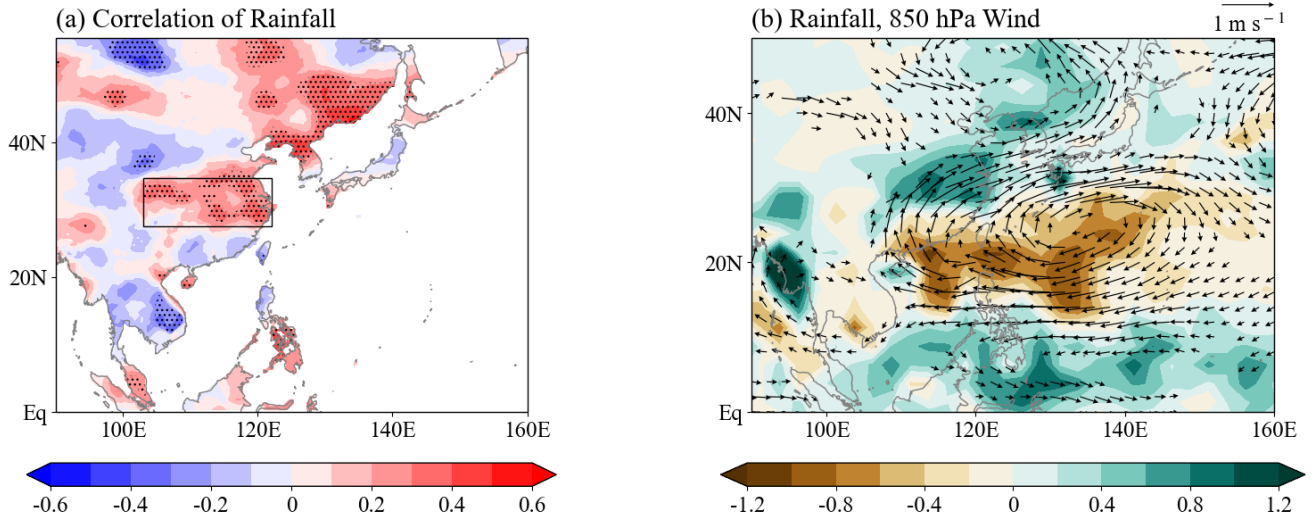 (a) Correlation of Rainfall
40N
20N
Eq
100E 120E 140E 160E
-0.6 -0.4 -0.2 0 0.2 0.4 0.6
(b) Rainfall, 850 hPa Wind
1 m s⁻¹
40N
20N
Eq
100E 120E 140E 160E
-1.2 -0.8 -0.4 0 0.4 0.8 1.2